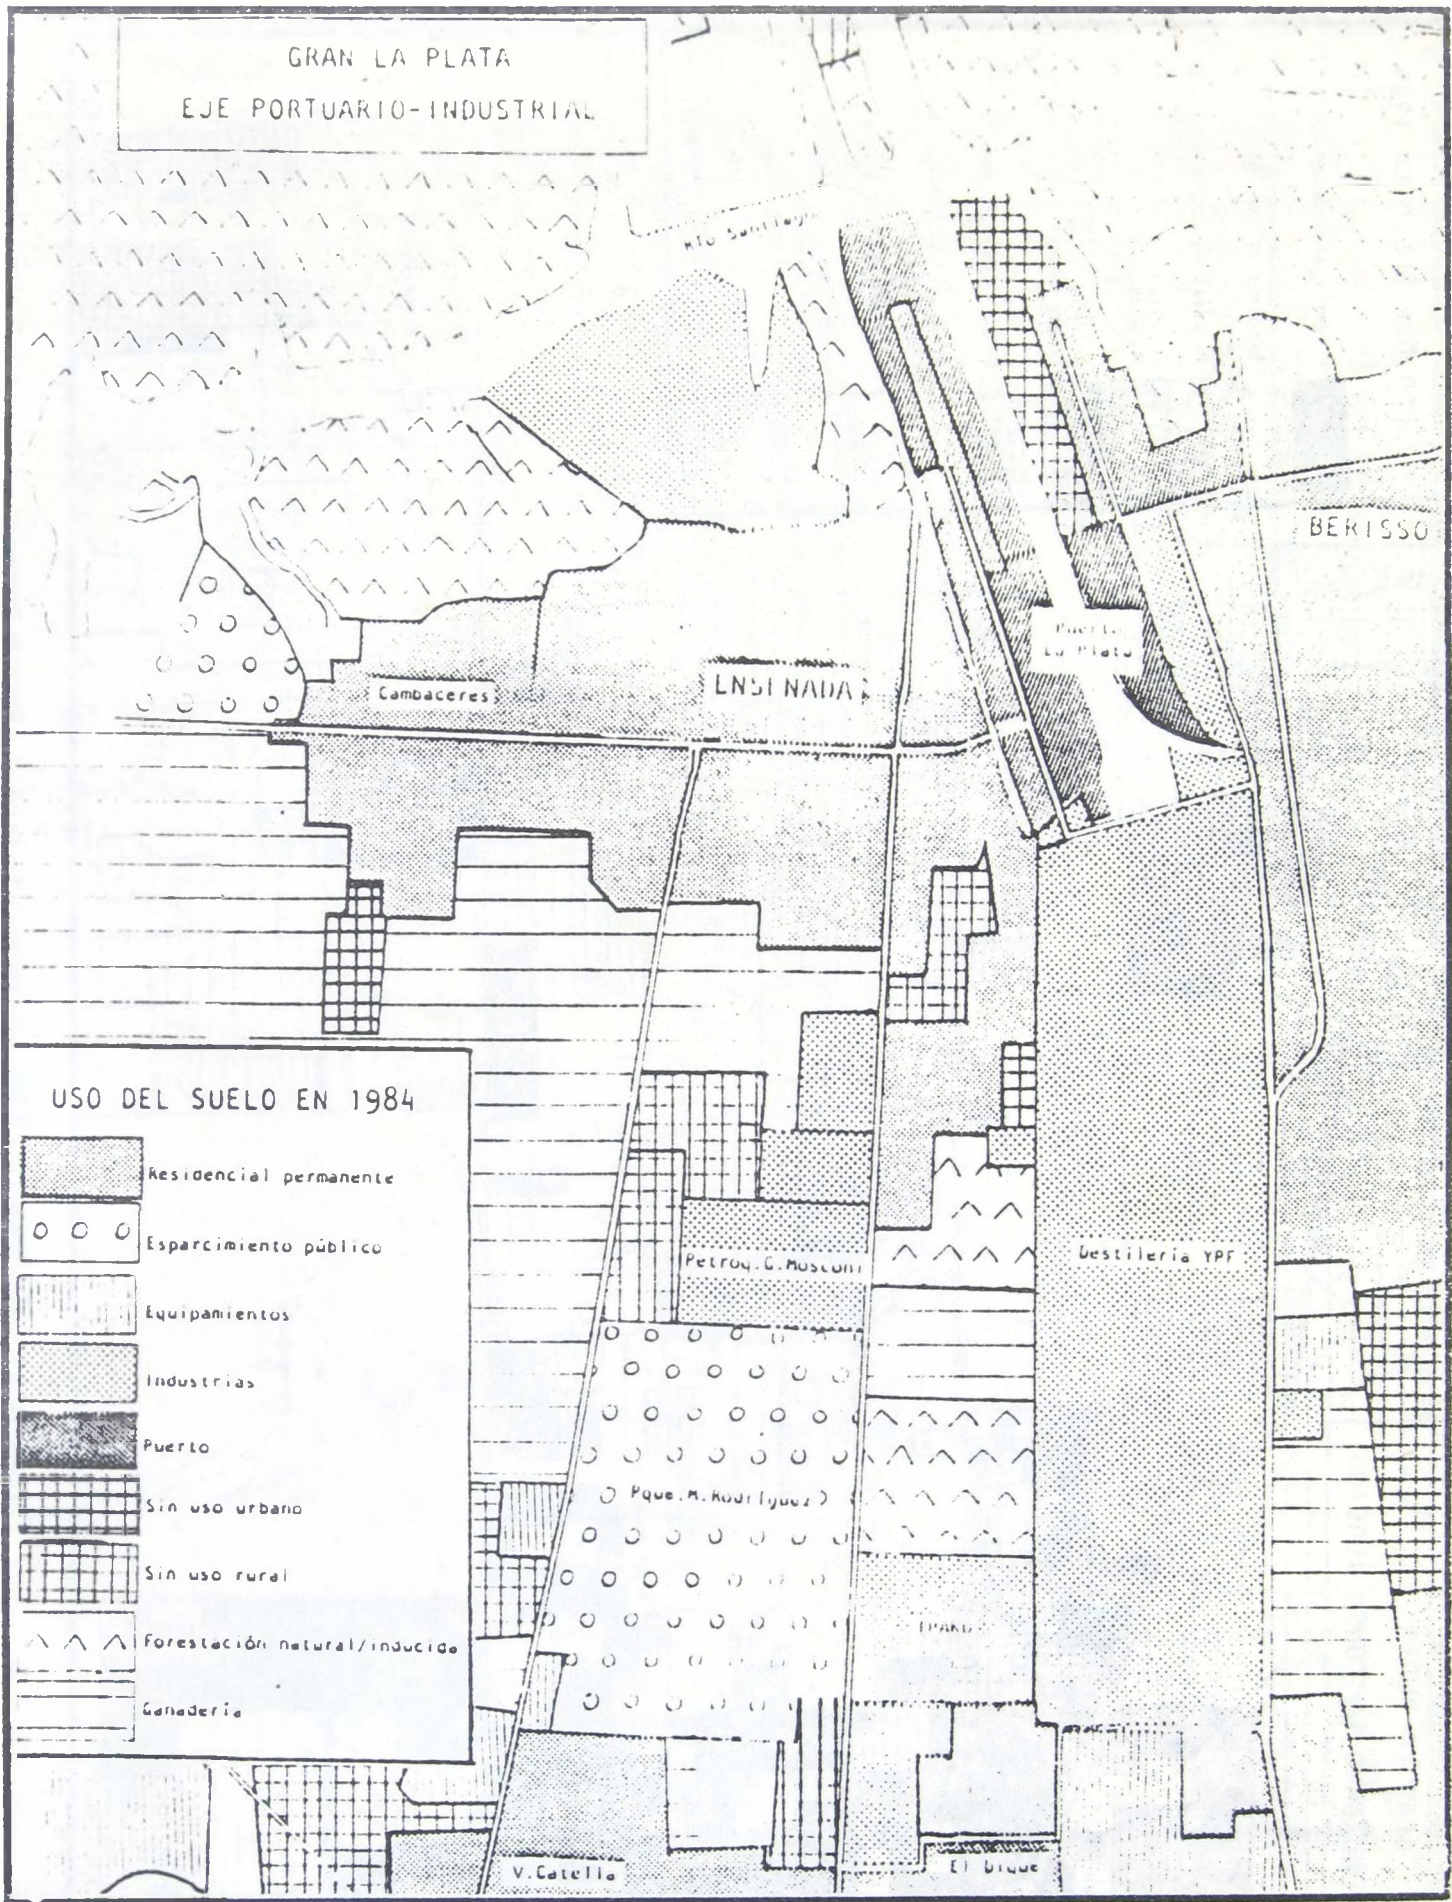 GRAN LA PLATA
EJE PORTUARIO-INDUSTRIAL
Río Santiago
BERISSO
Puerto
La Plata
Cambaceres
ENSENADA
USO DEL SUELO EN 1984
Residencial permanente
Esparcimiento público
Equipamientos
Industrias
Puerto
Sin uso urbano
Sin uso rural
Forestación natural/inducida
Ganadería
Petroq.G.Mosconi
Destilería YPF
Pque.M.Rodríguez
IPAKO
V.Catella
El Dique